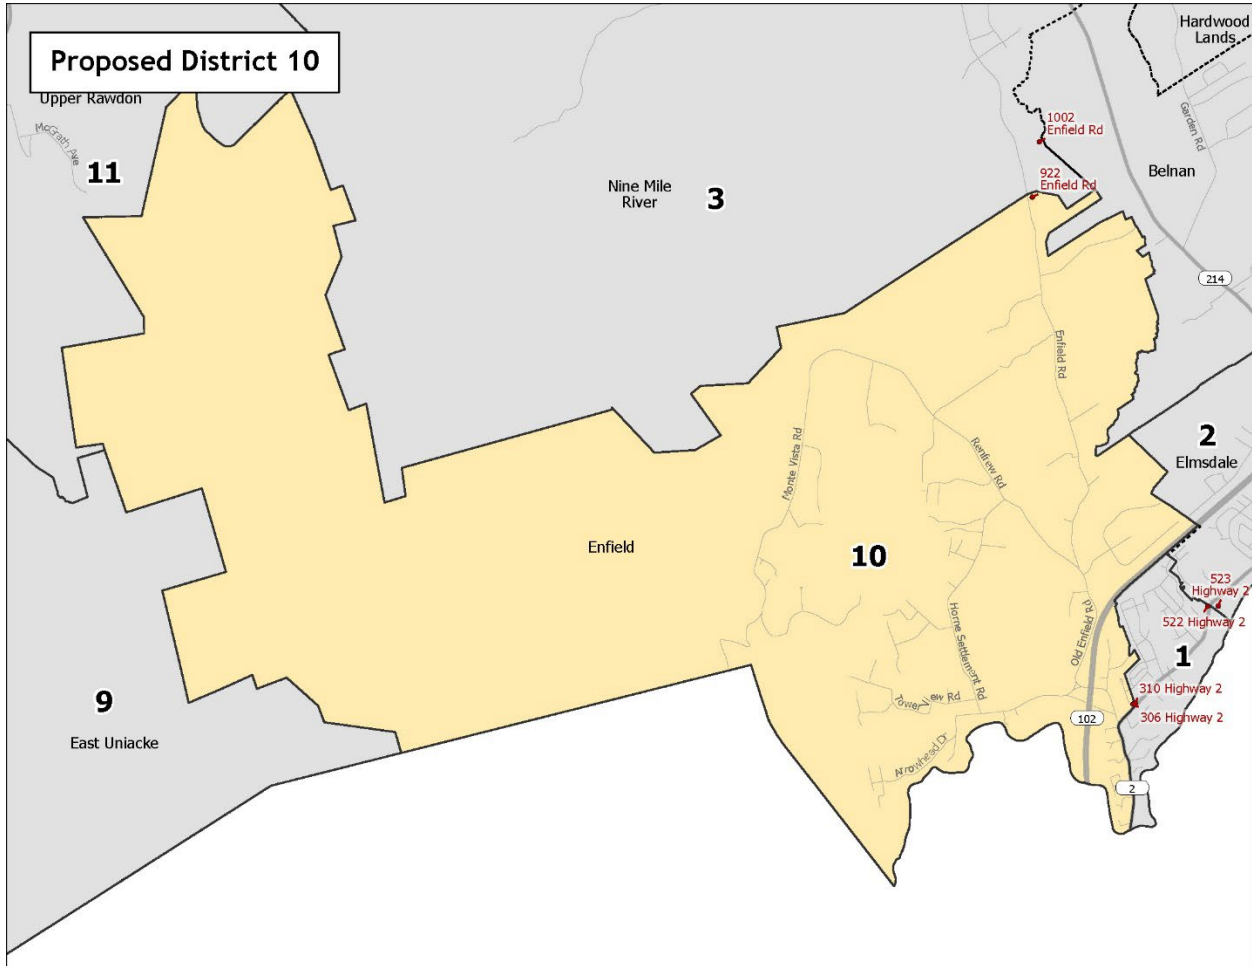 Proposed District 10
Hardwood
Lands
Upper Rawdon
McGrath Ave
11
Garden Rd
1002
Enfield Rd
Belnan
922
Enfield Rd
Nine Mile
River
3
214
Enfield Rd
2
Elmsdale
Monte Vista Rd
Renfrew Rd
Enfield
10
523
Highway 2
522 Highway 2
Horne Settlement Rd
Old Enfield Rd
1
310 Highway 2
306 Highway 2
9
East Uniacke
Tower View Rd
102
Arrowhead Dr
2